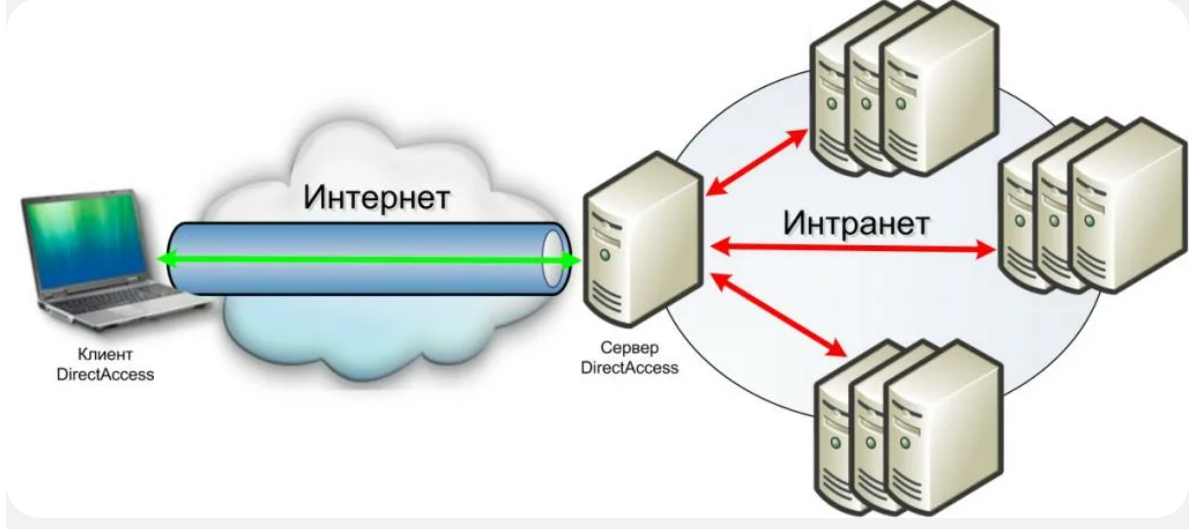 Интернет
Интранет
Клиент
DirectAccess
Сервер
DirectAccess